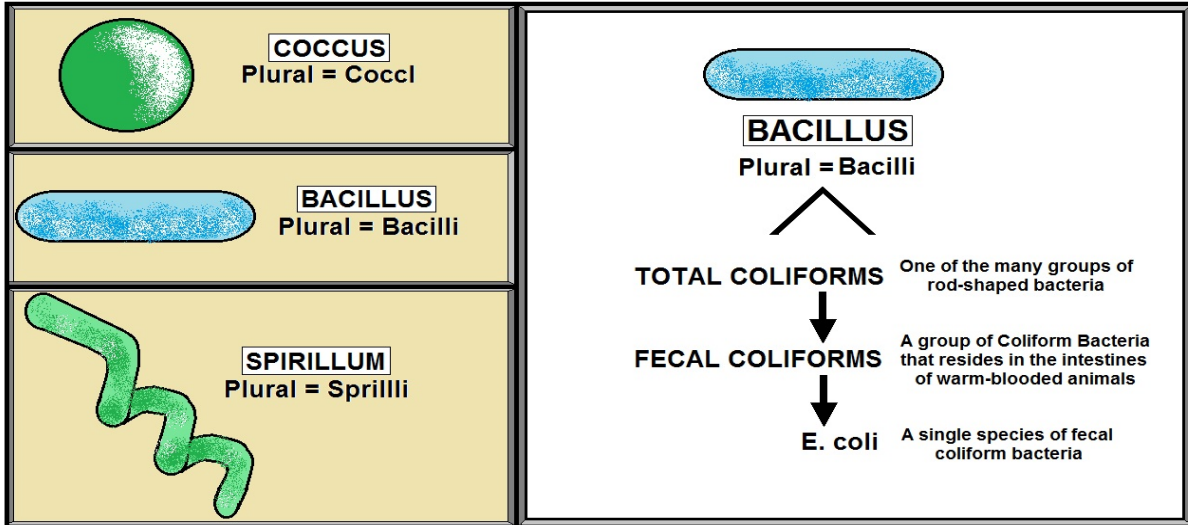 COCCUS
Plural = CoccI
BACILLUS
Plural = Bacilli
SPIRILLUM
Plural = Sprillli
BACILLUS
Plural = Bacilli
TOTAL COLIFORMS
One of the many groups of
rod-shaped bacteria
FECAL COLIFORMS
A group of Coliform Bacteria
that resides in the intestines
of warm-blooded animals
E. coli
A single species of fecal
coliform bacteria